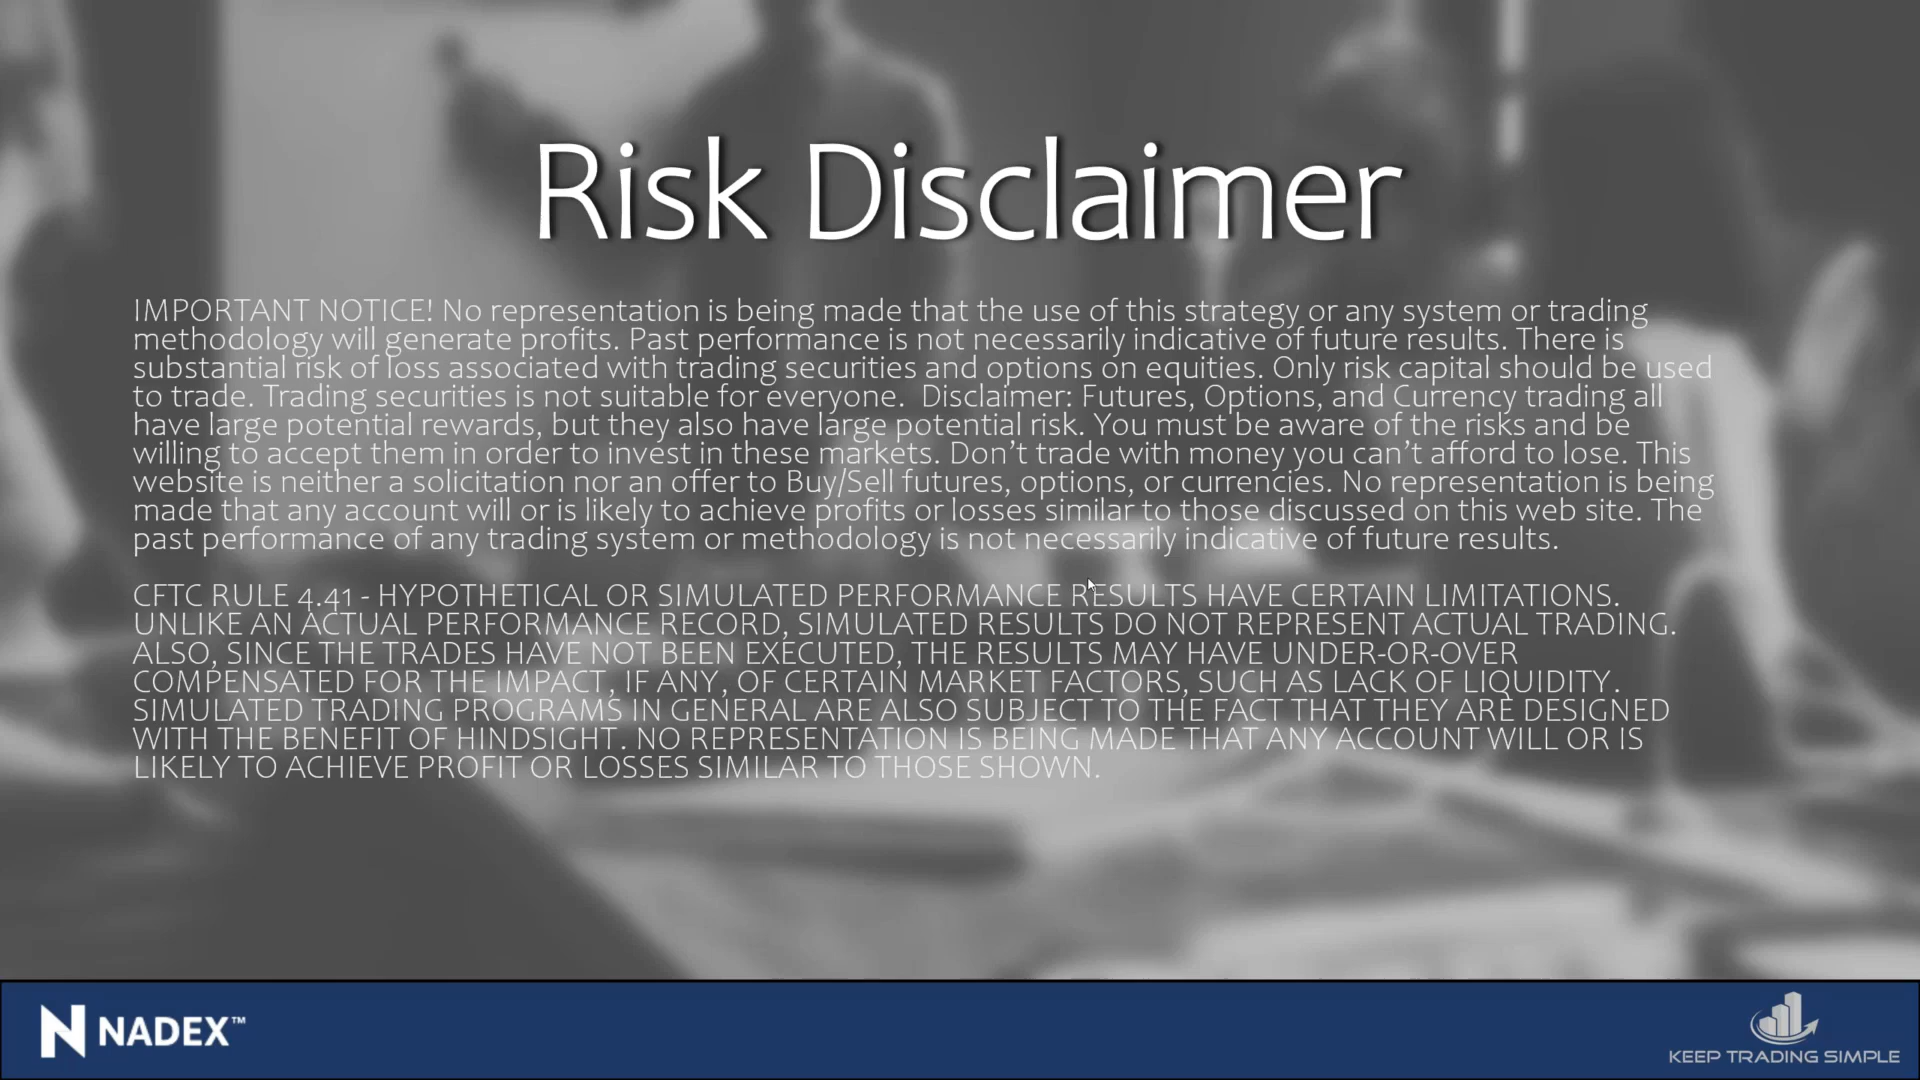 Risk Disclaimer
IMPORTANT NOTICE! No representation is being made that the use of this strategy or any system or trading
methodology will generate profits. Past performance is not necessarily indicative of future results. There is
substantial risk of loss associated with trading securities and options on equities. Only risk capital should be used
to trade. Trading securities is not suitable for everyone.  Disclaimer: Futures, Options, and Currency trading all
have large potential rewards, but they also have large potential risk. You must be aware of the risks and be
willing to accept them in order to invest in these markets. Don’t trade with money you can’t afford to lose. This
website is neither a solicitation nor an offer to Buy/Sell futures, options, or currencies. No representation is being
made that any account will or is likely to achieve profits or losses similar to those discussed on this web site. The
past performance of any trading system or methodology is not necessarily indicative of future results.
CFTC RULE 4.41 - HYPOTHETICAL OR SIMULATED PERFORMANCE RESULTS HAVE CERTAIN LIMITATIONS.
UNLIKE AN ACTUAL PERFORMANCE RECORD, SIMULATED RESULTS DO NOT REPRESENT ACTUAL TRADING.
ALSO, SINCE THE TRADES HAVE NOT BEEN EXECUTED, THE RESULTS MAY HAVE UNDER-OR-OVER
COMPENSATED FOR THE IMPACT, IF ANY, OF CERTAIN MARKET FACTORS, SUCH AS LACK OF LIQUIDITY.
SIMULATED TRADING PROGRAMS IN GENERAL ARE ALSO SUBJECT TO THE FACT THAT THEY ARE DESIGNED
WITH THE BENEFIT OF HINDSIGHT. NO REPRESENTATION IS BEING MADE THAT ANY ACCOUNT WILL OR IS
LIKELY TO ACHIEVE PROFIT OR LOSSES SIMILAR TO THOSE SHOWN.
N NADEX™
KEEP TRADING SIMPLE